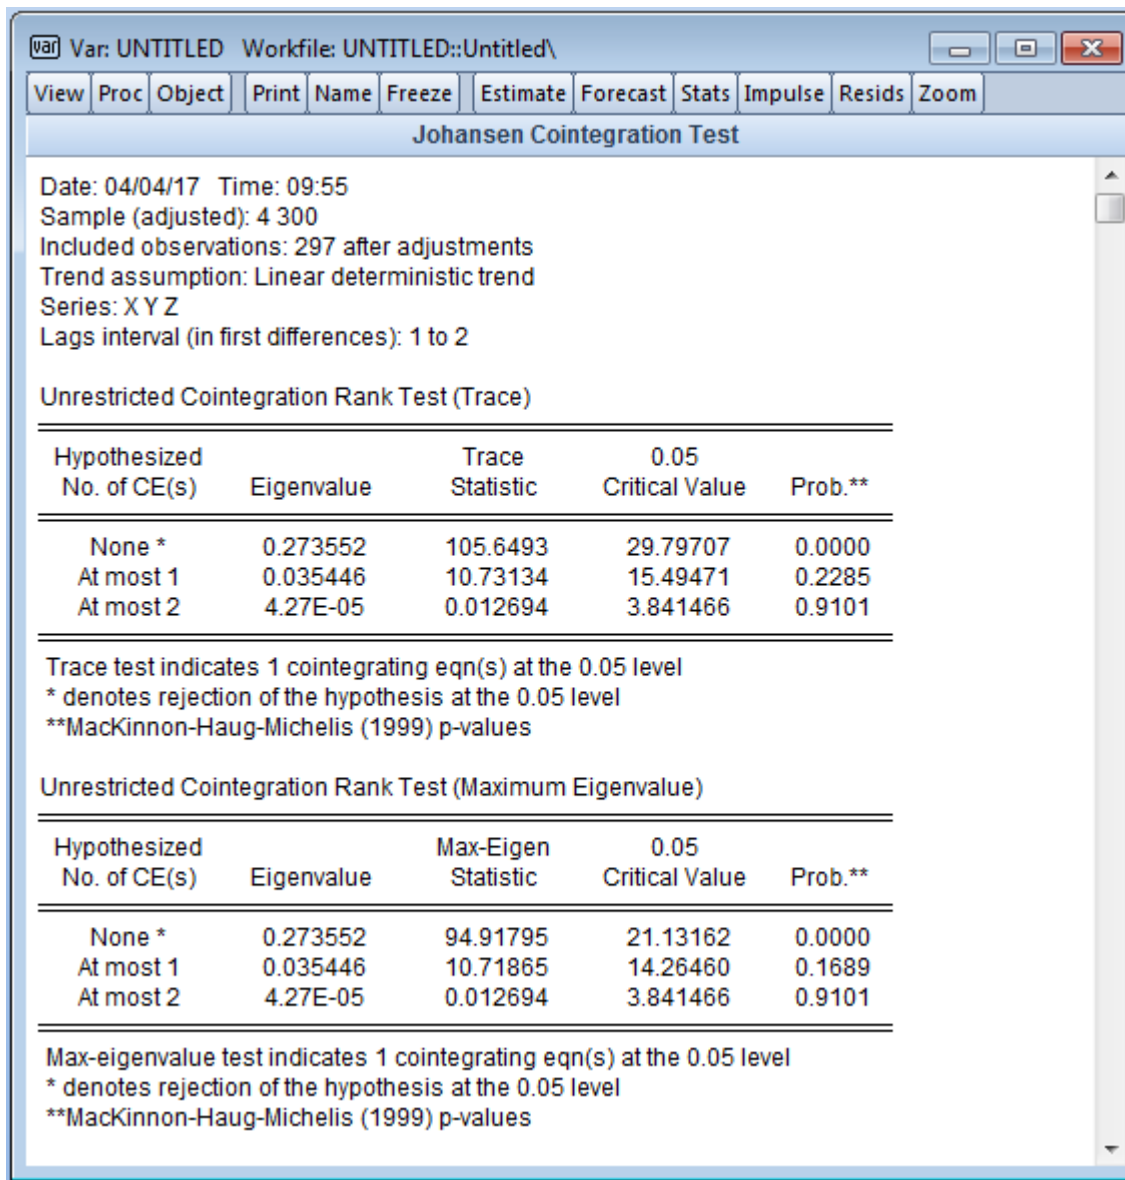 var Var: UNTITLED Workfile: UNTITLED::Untitled\
View Proc Object Print Name Freeze Estimate Forecast Stats Impulse Resids Zoom
Johansen Cointegration Test
Date: 04/04/17 Time: 09:55
Sample (adjusted): 4 300
Included observations: 297 after adjustments
Trend assumption: Linear deterministic trend
Series: X Y Z
Lags interval (in first differences): 1 to 2
Unrestricted Cointegration Rank Test (Trace)
Hypothesized Trace 0.05
No. of CE(s) Eigenvalue Statistic Critical Value Prob.**
None * 0.273552 105.6493 29.79707 0.0000
At most 1 0.035446 10.73134 15.49471 0.2285
At most 2 4.27E-05 0.012694 3.841466 0.9101
Trace test indicates 1 cointegrating eqn(s) at the 0.05 level
* denotes rejection of the hypothesis at the 0.05 level
**MacKinnon-Haug-Michelis (1999) p-values
Unrestricted Cointegration Rank Test (Maximum Eigenvalue)
Hypothesized Max-Eigen 0.05
No. of CE(s) Eigenvalue Statistic Critical Value Prob.**
None * 0.273552 94.91795 21.13162 0.0000
At most 1 0.035446 10.71865 14.26460 0.1689
At most 2 4.27E-05 0.012694 3.841466 0.9101
Max-eigenvalue test indicates 1 cointegrating eqn(s) at the 0.05 level
* denotes rejection of the hypothesis at the 0.05 level
**MacKinnon-Haug-Michelis (1999) p-values